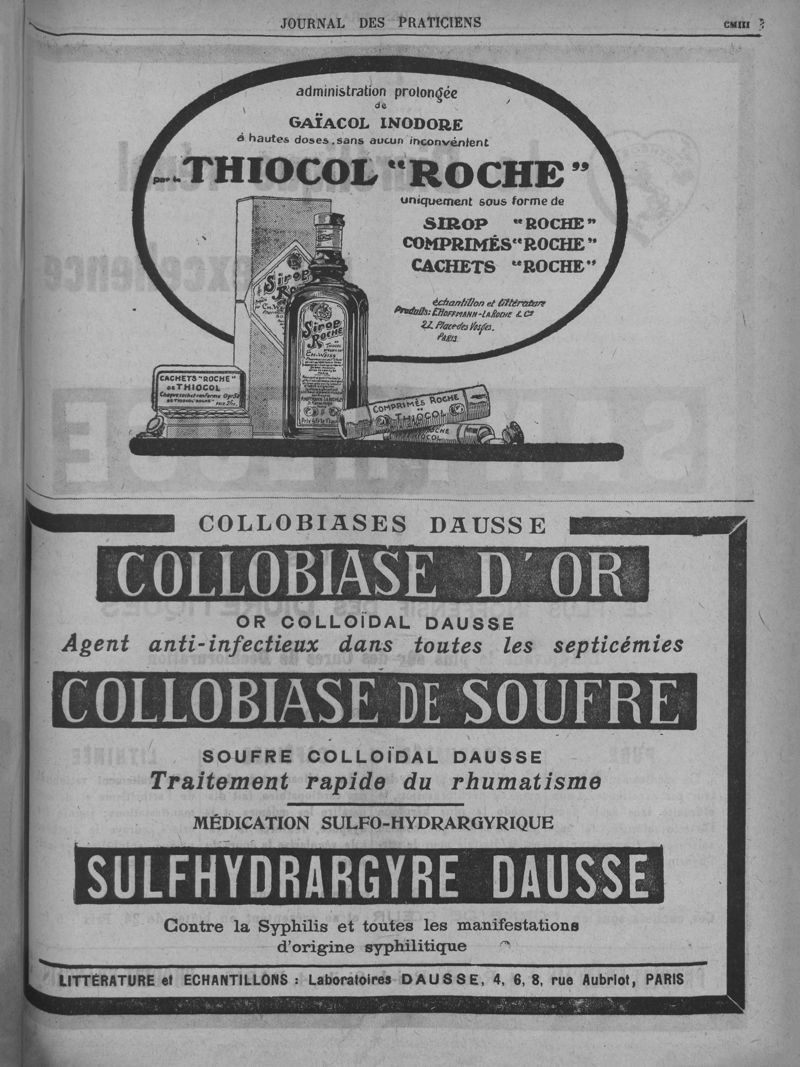 JOURNAL DES PRATICIENS
CMIII
administration prolongée
de
GAÏACOL INODORE
à hautes doses, sans aucun inconvénient
par le THIOCOL "ROCHE"
uniquement sous forme de
SIROP "ROCHE"
COMPRIMÉS "ROCHE"
CACHETS "ROCHE"
échantillon et littérature
Produits: F. HOFFMANN-LA ROCHE & Cº
21, Place des Vosges.
PARIS
Sirop
Roche
Sirop
ROCHE
CACHETS "ROCHE"
DE THIOCOL
COMPRIMÉS ROCHE
THIOCOL
COLLOBIASES DAUSSE
COLLOBIASE D'OR
OR COLLOÏDAL DAUSSE
Agent anti-infectieux dans toutes les septicémies
COLLOBIASE DE SOUFRE
SOUFRE COLLOÏDAL DAUSSE
Traitement rapide du rhumatisme
MÉDICATION SULFO-HYDRARGYRIQUE
SULFHYDRARGYRE DAUSSE
Contre la Syphilis et toutes les manifestations
d'origine syphilitique
LITTÉRATURE et ECHANTILLONS : Laboratoires DAUSSE, 4, 6, 8, rue Aubriot, PARIS